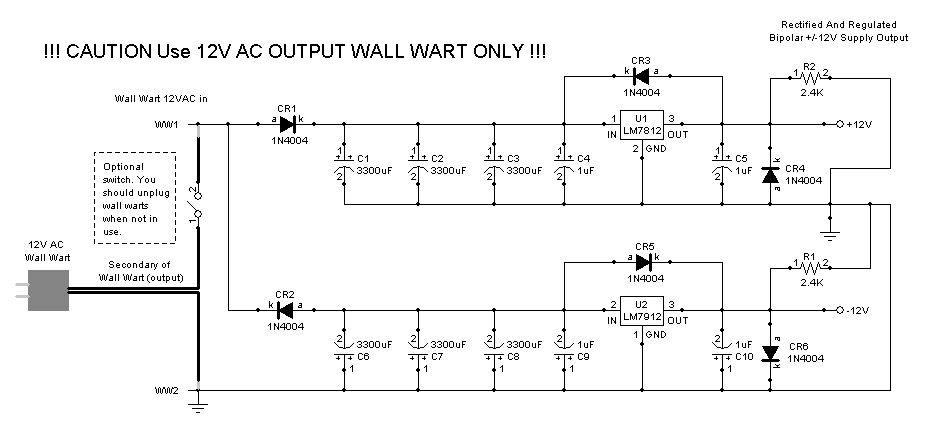 Rectified And Regulated
Bipolar +/-12V Supply Output
!!! CAUTION Use 12V AC OUTPUT WALL WART ONLY !!!
CR3
k a
1N4004
R2
1 2
2.4K
Wall Wart 12VAC in
WW1
CR1
a k
1N4004
1 U1 3
IN LM7812 OUT
2 GND
+12V
1
C1
3300uF
2
1
C2
3300uF
2
1
C3
3300uF
2
1
C4
1uF
2
1
C5
1uF
2
k
CR4
1N4004
a
Optional
switch. You
should unplug
wall warts
when not in
use.
2
1
12V AC
Wall Wart
Secondary of
Wall Wart (output)
CR5
a k
1N4004
R1
1 2
2.4K
CR2
k a
1N4004
2 U2 3
IN LM7912 OUT
1 GND
-12V
2
3300uF
C6
1
2
3300uF
C7
1
2
3300uF
C8
1
2
1uF
C9
1
2
1uF
C10
1
a
CR6
1N4004
k
WW2